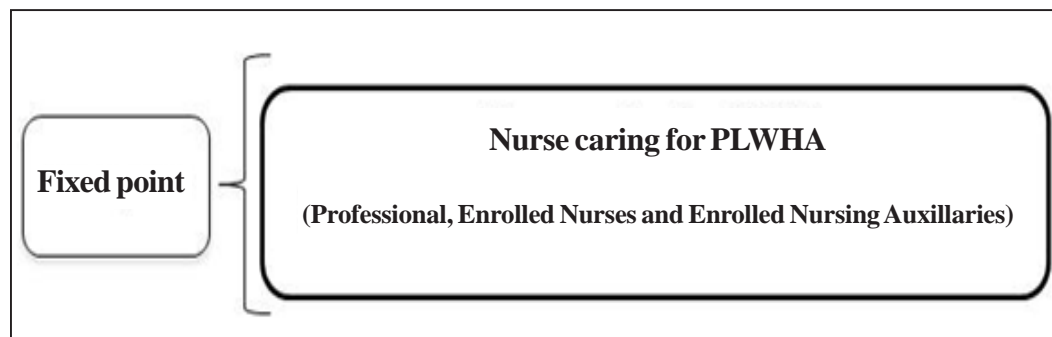 Fixed point
Nurse caring for PLWHA
(Professional, Enrolled Nurses and Enrolled Nursing Auxillaries)